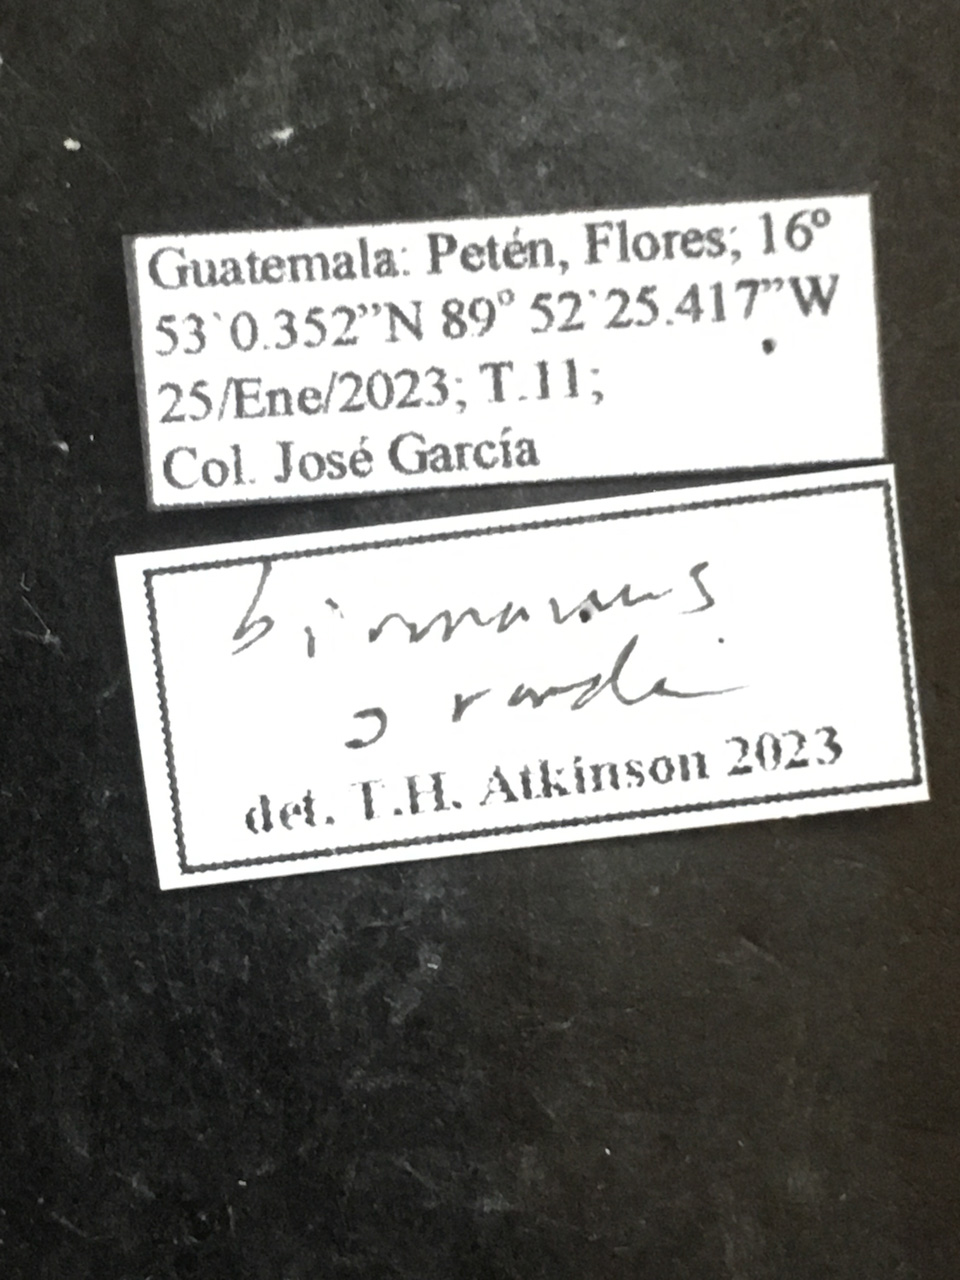 Guatemala: Petén, Flores; 16º
53`0.352”N 89º 52`25.417”W
25/Ene/2023; T.11;
Col. José García
det. T.H. Atkinson 2023